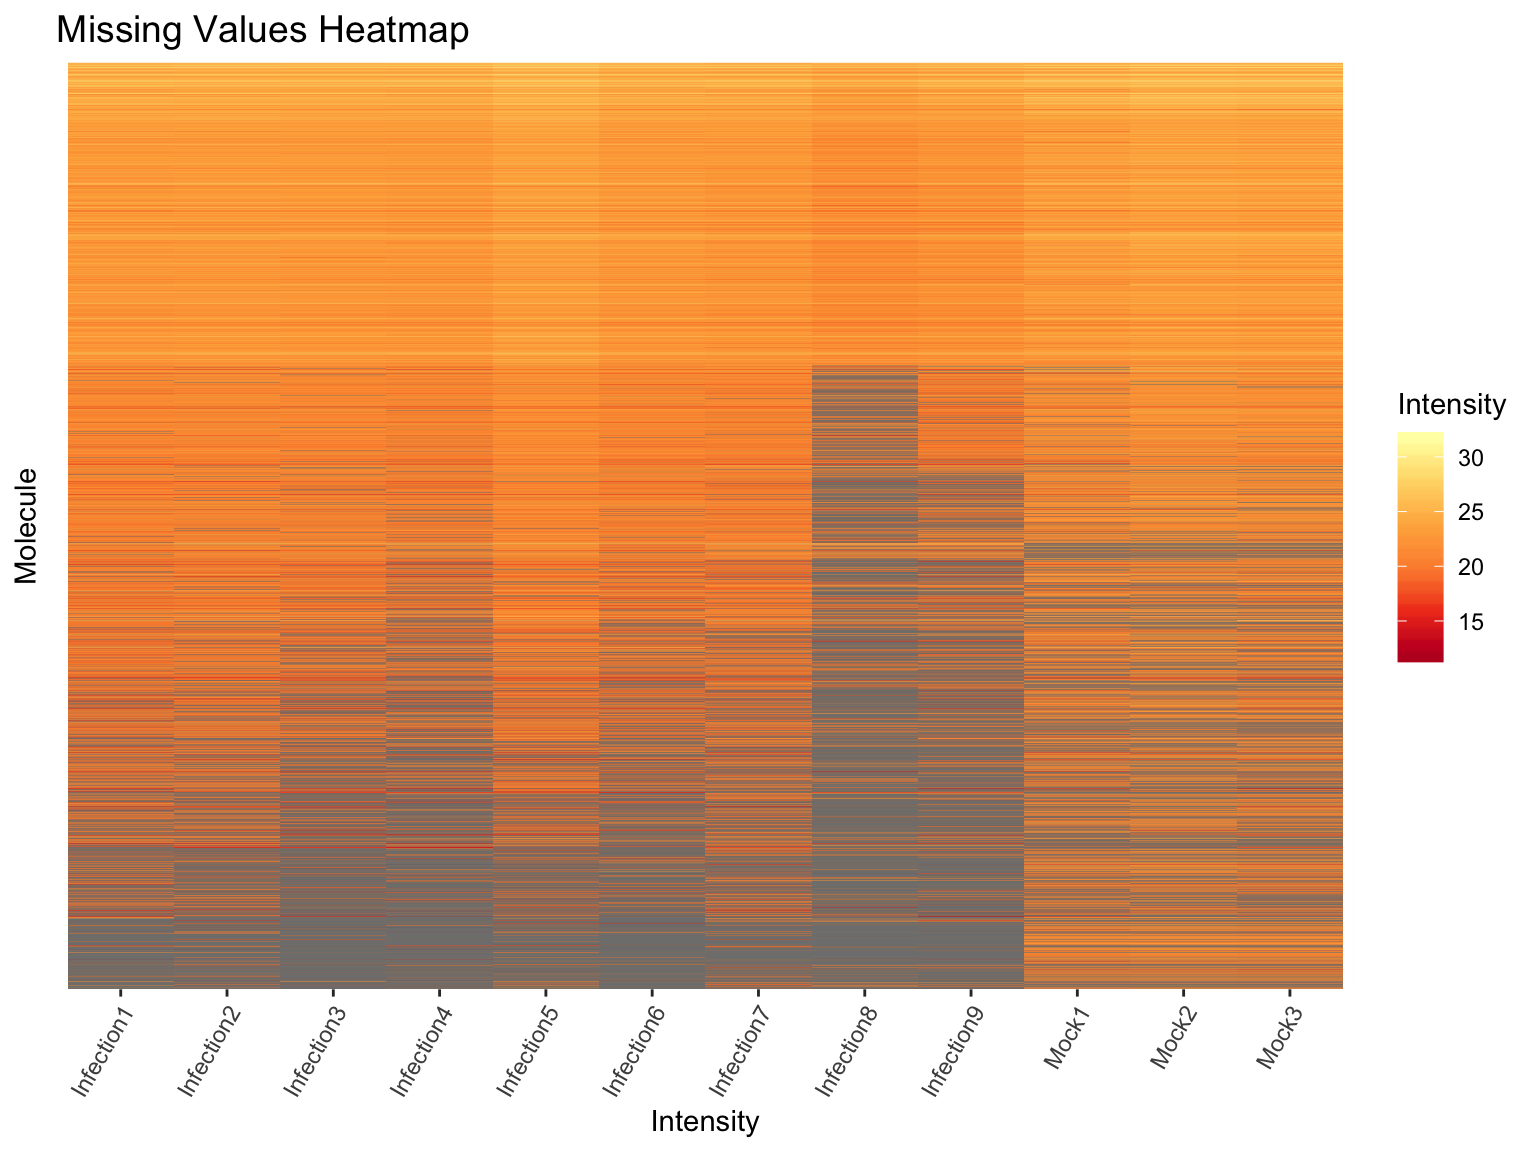 Missing Values Heatmap
Molecule
Intensity
30
25
20
15
Infection1
Infection2
Infection3
Infection4
Infection5
Infection6
Infection7
Infection8
Infection9
Mock1
Mock2
Mock3
Intensity